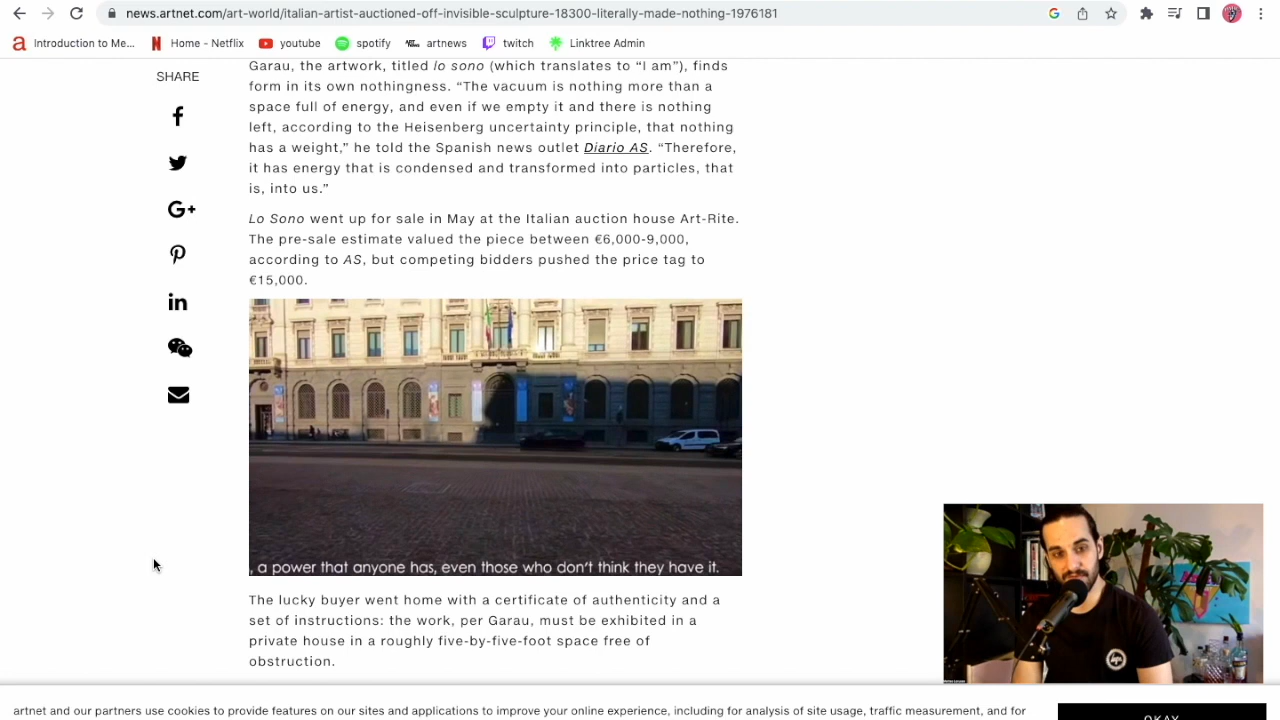 news.artnet.com/art-world/italian-artist-auctioned-off-invisible-sculpture-18300-literally-made-nothing-1976181
Introduction to Me... Home - Netflix youtube spotify artnews twitch Linktree Admin
SHARE
Garau, the artwork, titled Io sono (which translates to “I am”), finds
form in its own nothingness. “The vacuum is nothing more than a
space full of energy, and even if we empty it and there is nothing
left, according to the Heisenberg uncertainty principle, that nothing
has a weight,” he told the Spanish news outlet Diario AS. “Therefore,
it has energy that is condensed and transformed into particles, that
is, into us.”
Lo Sono went up for sale in May at the Italian auction house Art-Rite.
The pre-sale estimate valued the piece between €6,000-9,000,
according to AS, but competing bidders pushed the price tag to
€15,000.
, a power that anyone has, even those who don't think they have it.
The lucky buyer went home with a certificate of authenticity and a
set of instructions: the work, per Garau, must be exhibited in a
private house in a roughly five-by-five-foot space free of
obstruction.
artnet and our partners use cookies to provide features on our sites and applications to improve your online experience, including for analysis of site usage, traffic measurement, and for
OKAY